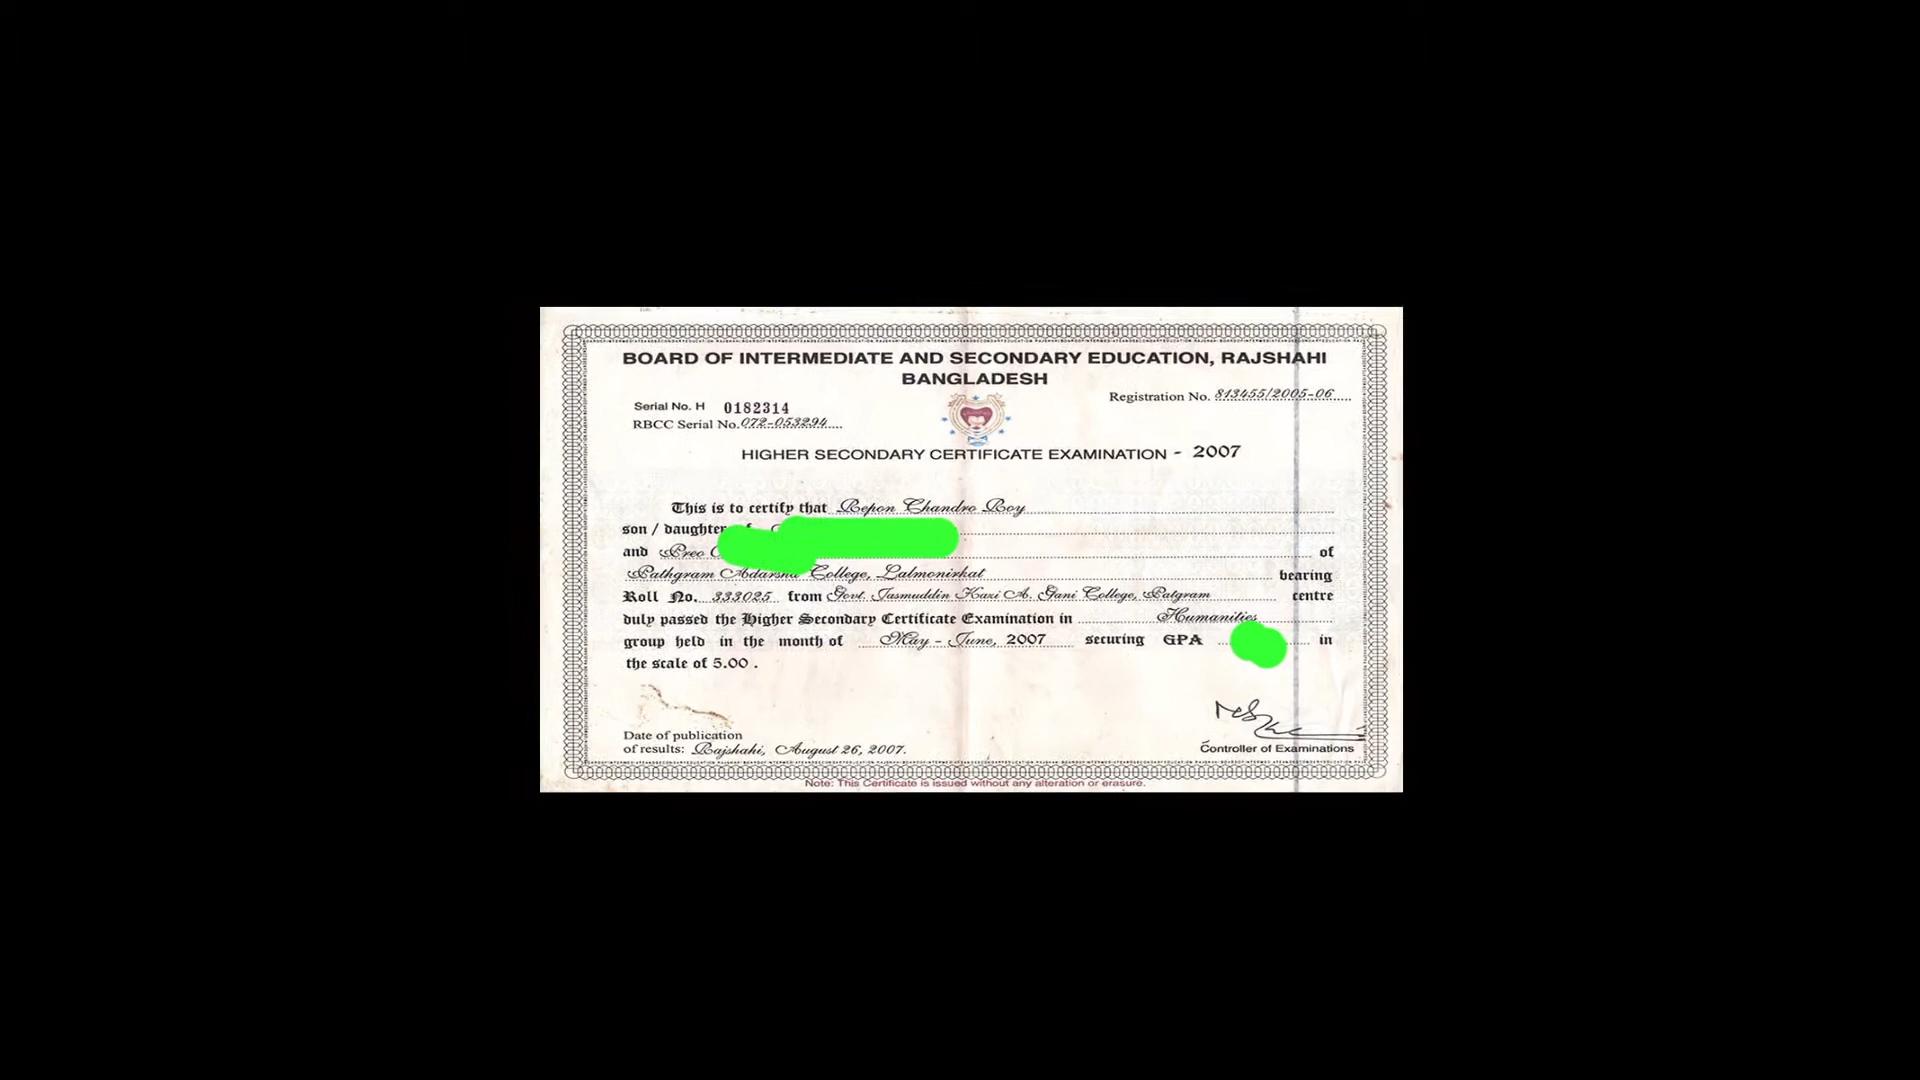 BOARD OF INTERMEDIATE AND SECONDARY EDUCATION, RAJSHAHI
BANGLADESH
Registration No. 813455/2005-06
Serial No. H 0182314
RBCC Serial No. 072-053294
HIGHER SECONDARY CERTIFICATE EXAMINATION - 2007
This is to certify that Repon Chandro Roy
son / daughter
and Preo of
Pathgram Adarsha College, Lalmonirhat bearing
Roll No. 333025 from Govt. Jasmuddin Kazi A. Gani College, Patgram centre
duly passed the Higher Secondary Certificate Examination in Humanities
group held in the month of May - June, 2007 securing GPA in
the scale of 5.00 .
Date of publication
of results: Rajshahi, August 26, 2007.
Controller of Examinations
Note: This Certificate is issued without any alteration or erasure.